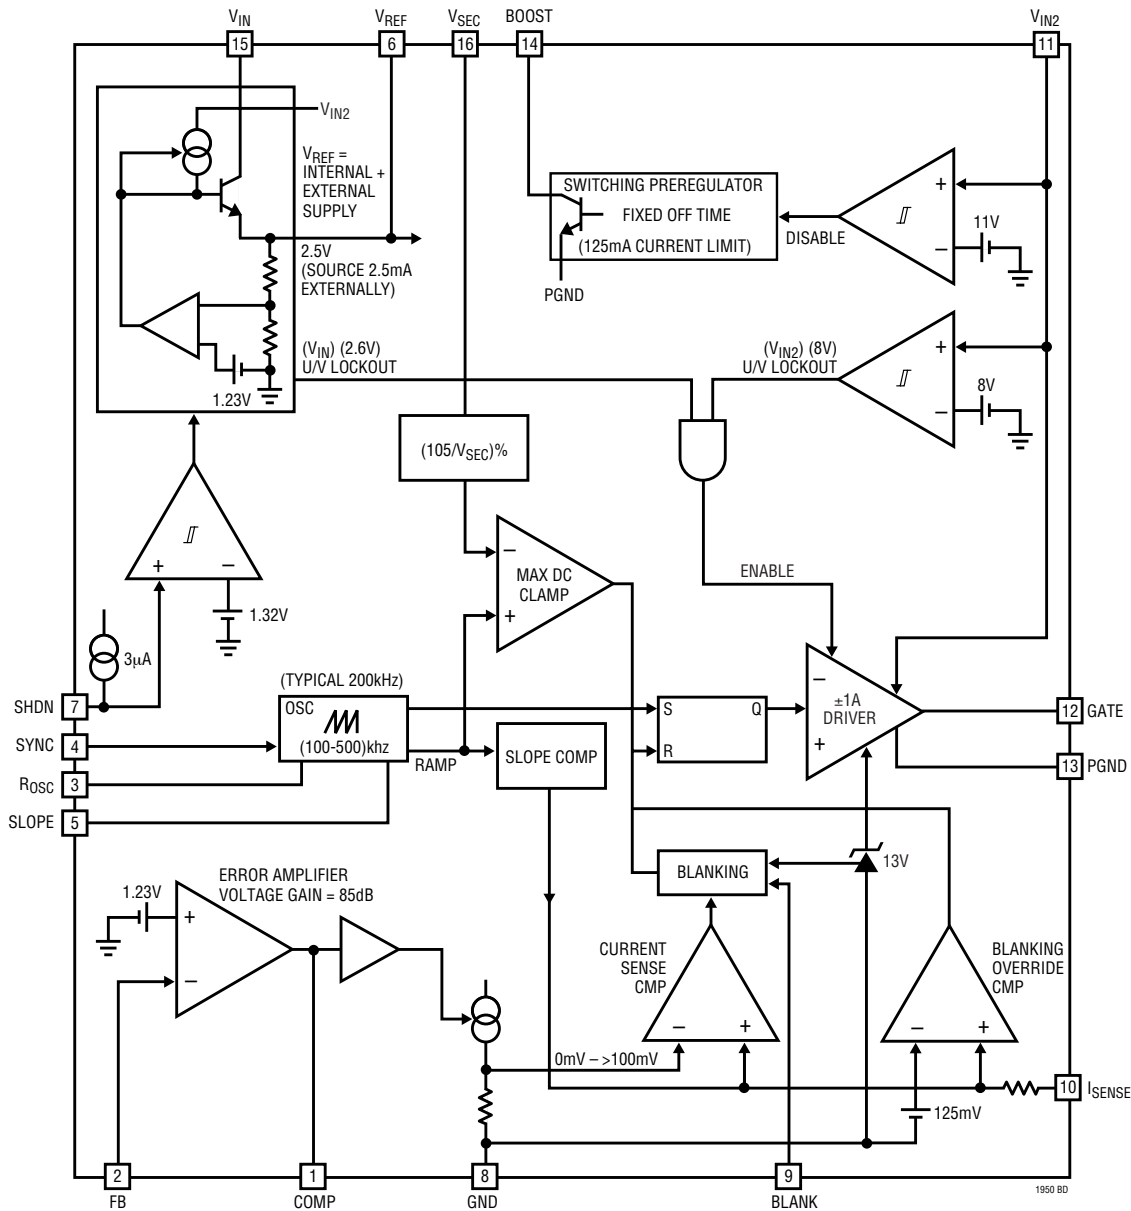 VIN
VREF
VSEC
BOOST
VIN2
15
6
16
14
11
VIN2
VREF =
INTERNAL +
EXTERNAL
SUPPLY
2.5V
(SOURCE 2.5mA
EXTERNALLY)
1.23V
SWITCHING PREREGULATOR
FIXED OFF TIME
(125mA CURRENT LIMIT)
PGND
DISABLE
+
–
11V
(VIN) (2.6V)
U/V LOCKOUT
(VIN2) (8V)
U/V LOCKOUT
+
–
8V
(105/VSEC)%
+
–
1.32V
3µA
–
MAX DC
CLAMP
+
ENABLE
SHDN
7
SYNC
4
ROSC
3
SLOPE
5
(TYPICAL 200kHz)
OSC
(100-500)khz
RAMP
SLOPE COMP
S
Q
R
–
±1A
DRIVER
+
12
GATE
13
PGND
BLANKING
13V
ERROR AMPLIFIER
VOLTAGE GAIN = 85dB
1.23V
+
–
CURRENT
SENSE
CMP
–
+
BLANKING
OVERRIDE
CMP
–
+
0mV – >100mV
10
ISENSE
125mV
2
1
8
9
FB
COMP
GND
BLANK
1950 BD